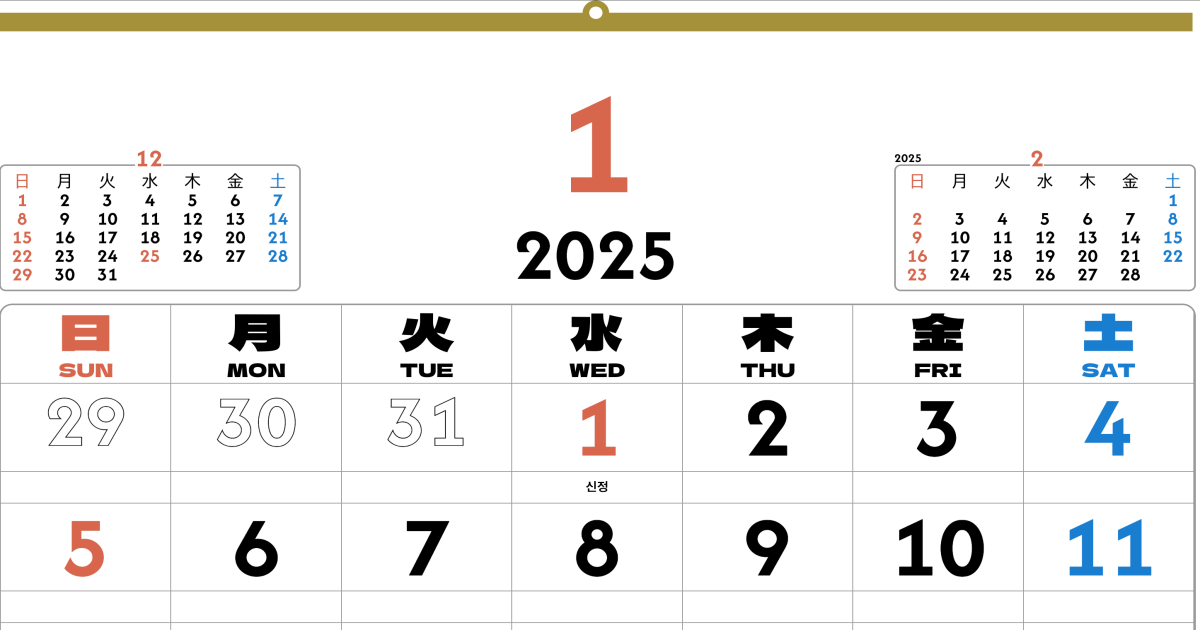 1
2025
12
日 月 火 水 木 金 土
1 2 3 4 5 6 7
8 9 10 11 12 13 14
15 16 17 18 19 20 21
22 23 24 25 26 27 28
29 30 31
2025 2
日 月 火 水 木 金 土
1
2 3 4 5 6 7 8
9 10 11 12 13 14 15
16 17 18 19 20 21 22
23 24 25 26 27 28
日 月 火 水 木 金 土
SUN MON TUE WED THU FRI SAT
29 30 31 1 2 3 4
신정
5 6 7 8 9 10 11